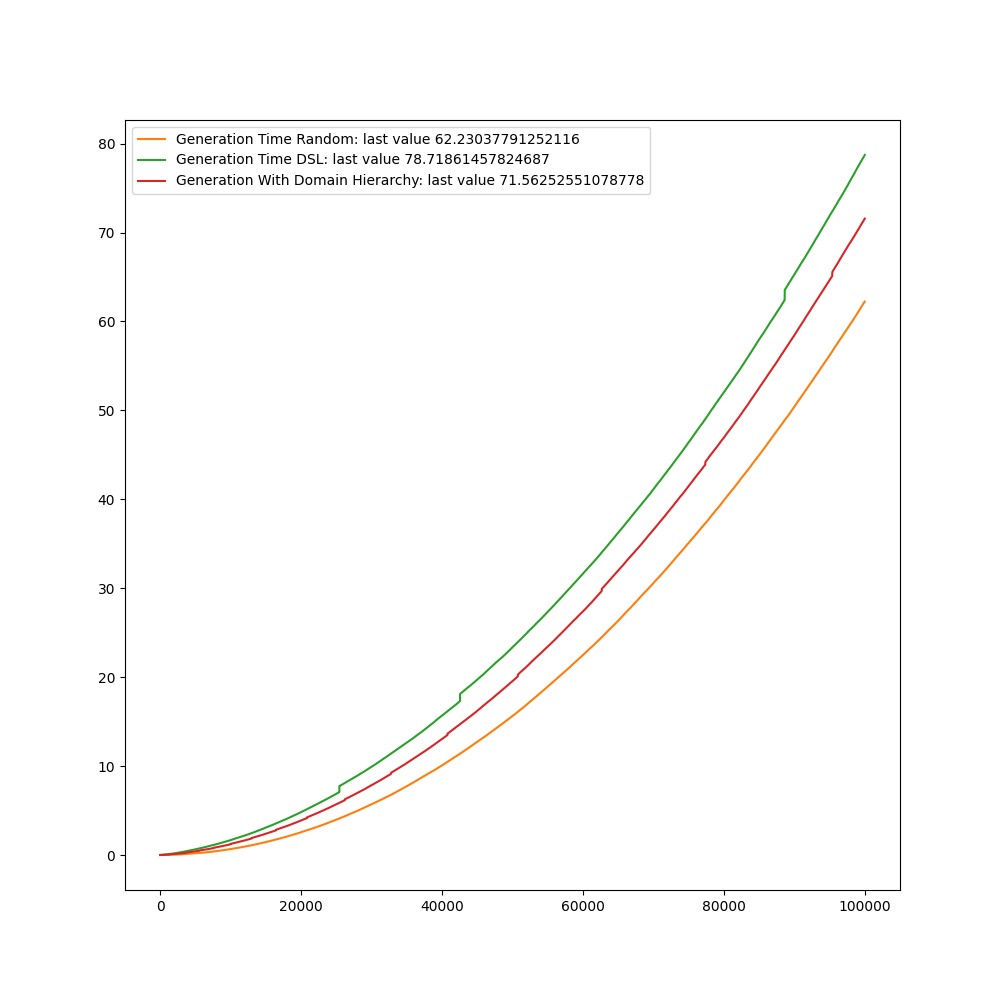 Generation Time Random: last value 62.23037791252116
Generation Time DSL: last value 78.71861457824687
Generation With Domain Hierarchy: last value 71.56252551078778
80
70
60
50
40
30
20
10
0
0 20000 40000 60000 80000 100000